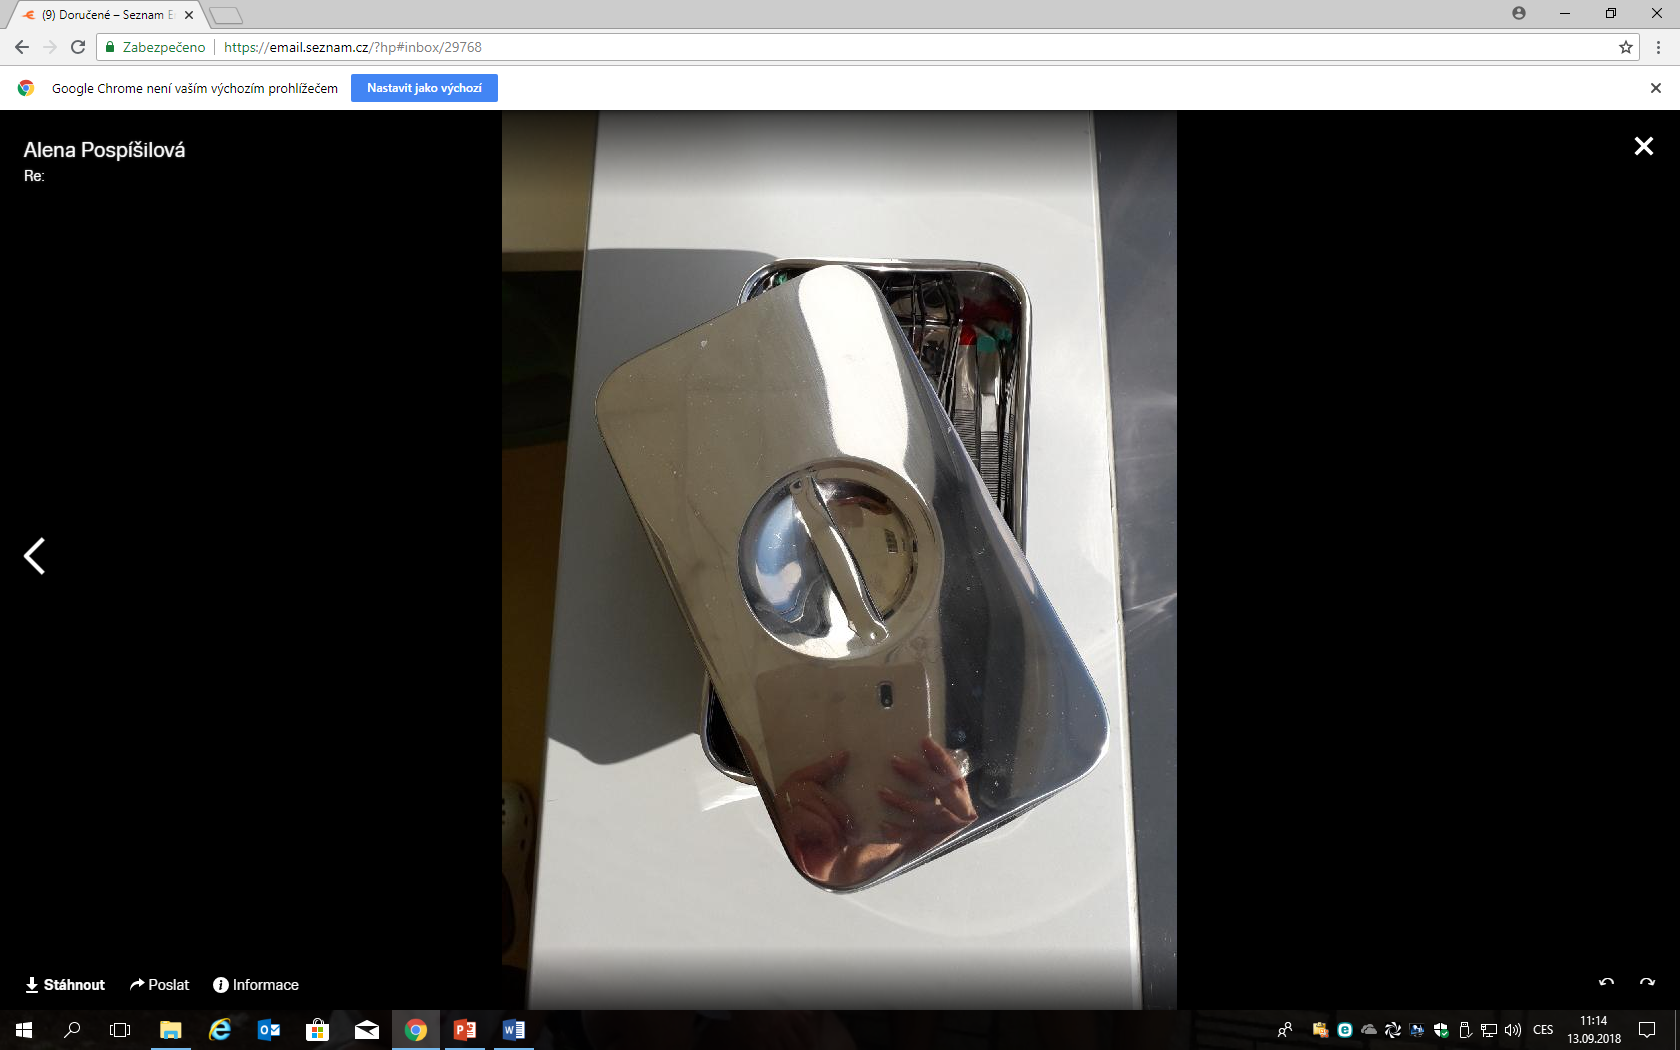 (9) Doručené – Seznam E
Zabezpečeno
https://email.seznam.cz/?hp#inbox/29768
Google Chrome není vaším výchozím prohlížečem
Nastavit jako výchozí
Alena Pospíšilová
Re:
Stáhnout
Poslat
Informace
CES
11:14
13.09.2018